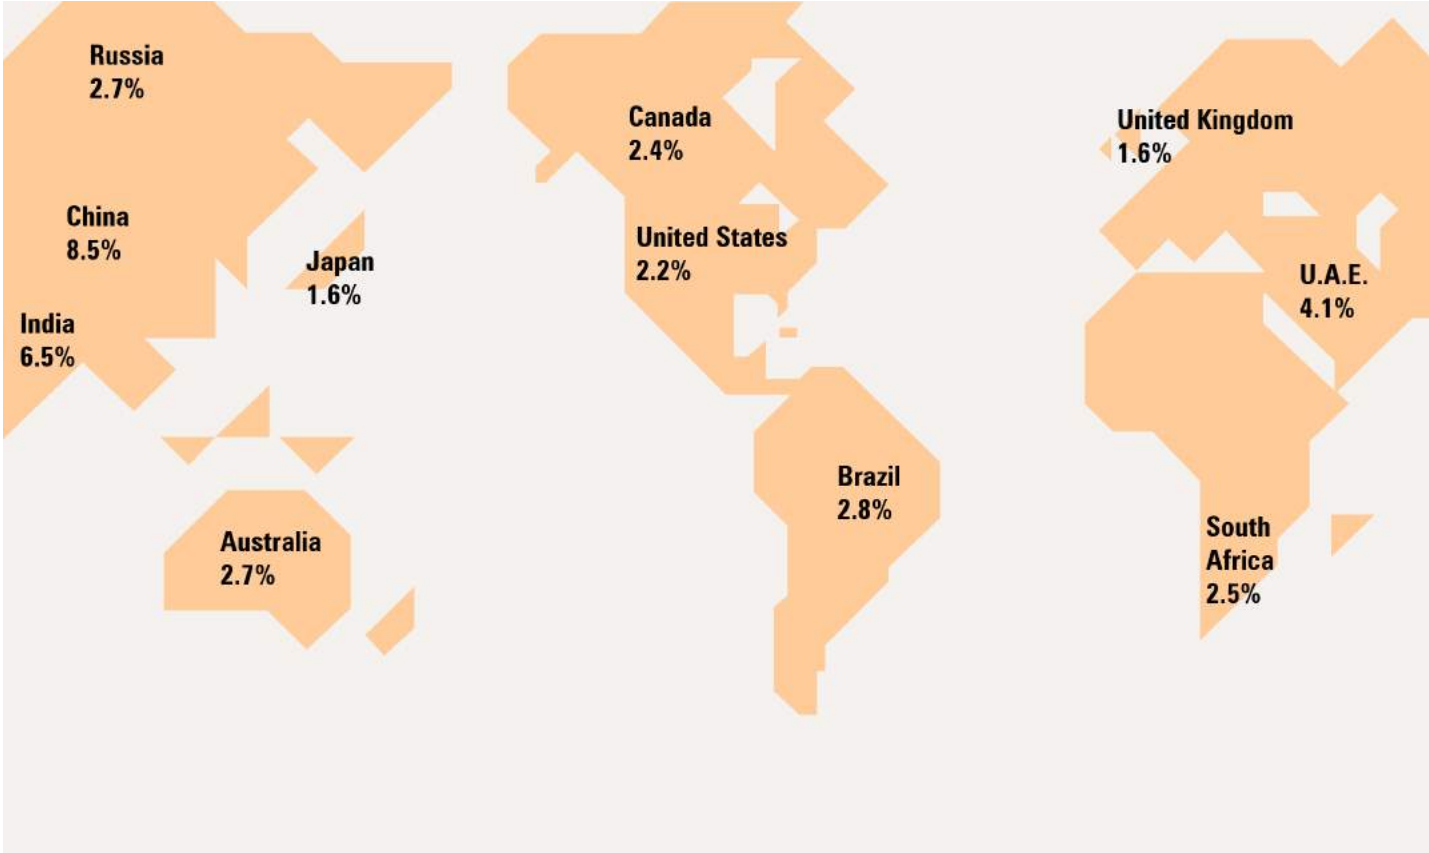 Russia
2.7%
China
8.5%
Japan
1.6%
India
6.5%
Australia
2.7%
Canada
2.4%
United States
2.2%
Brazil
2.8%
United Kingdom
1.6%
U.A.E.
4.1%
South
Africa
2.5%